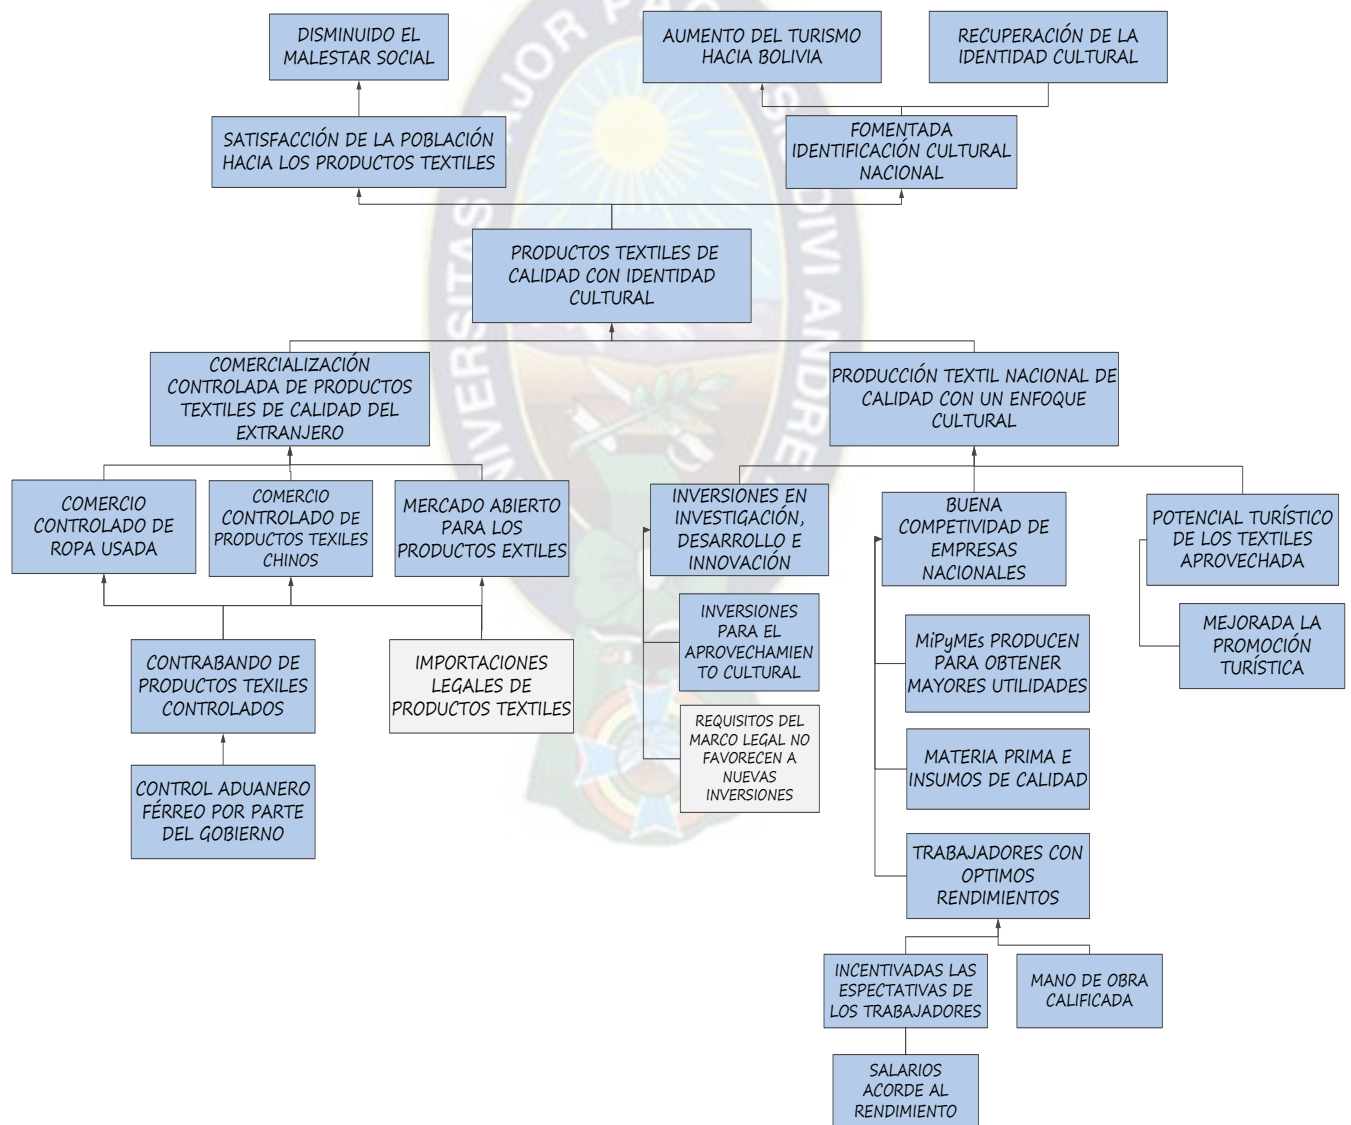 DISMINUIDO EL
MALESTAR SOCIAL
AUMENTO DEL TURISMO
HACIA BOLIVIA
RECUPERACIÓN DE LA
IDENTIDAD CULTURAL
SATISFACCIÓN DE LA POBLACIÓN
HACIA LOS PRODUCTOS TEXTILES
FOMENTADA
IDENTIFICACIÓN CULTURAL
NACIONAL
PRODUCTOS TEXTILES DE
CALIDAD CON IDENTIDAD
CULTURAL
COMERCIALIZACIÓN
CONTROLADA DE PRODUCTOS
TEXTILES DE CALIDAD DEL
EXTRANJERO
PRODUCCIÓN TEXTIL NACIONAL DE
CALIDAD CON UN ENFOQUE
CULTURAL
COMERCIO
CONTROLADO DE
ROPA USADA
COMERCIO
CONTROLADO DE
PRODUCTOS TEXILES
CHINOS
MERCADO ABIERTO
PARA LOS
PRODUCTOS EXTILES
INVERSIONES EN
INVESTIGACIÓN,
DESARROLLO E
INNOVACIÓN
BUENA
COMPETIVIDAD DE
EMPRESAS
NACIONALES
POTENCIAL TURÍSTICO
DE LOS TEXTILES
APROVECHADA
CONTRABANDO DE
PRODUCTOS TEXILES
CONTROLADOS
IMPORTACIONES
LEGALES DE
PRODUCTOS TEXTILES
INVERSIONES
PARA EL
APROVECHAMIEN
TO CULTURAL
MiPyMEs PRODUCEN
PARA OBTENER
MAYORES UTILIDADES
MEJORADA LA
PROMOCIÓN
TURÍSTICA
REQUISITOS DEL
MARCO LEGAL NO
FAVORECEN A
NUEVAS
INVERSIONES
MATERIA PRIMA E
INSUMOS DE CALIDAD
CONTROL ADUANERO
FÉRREO POR PARTE
DEL GOBIERNO
TRABAJADORES CON
OPTIMOS
RENDIMIENTOS
INCENTIVADAS LAS
ESPECTATIVAS DE
LOS TRABAJADORES
MANO DE OBRA
CALIFICADA
SALARIOS
ACORDE AL
RENDIMIENTO